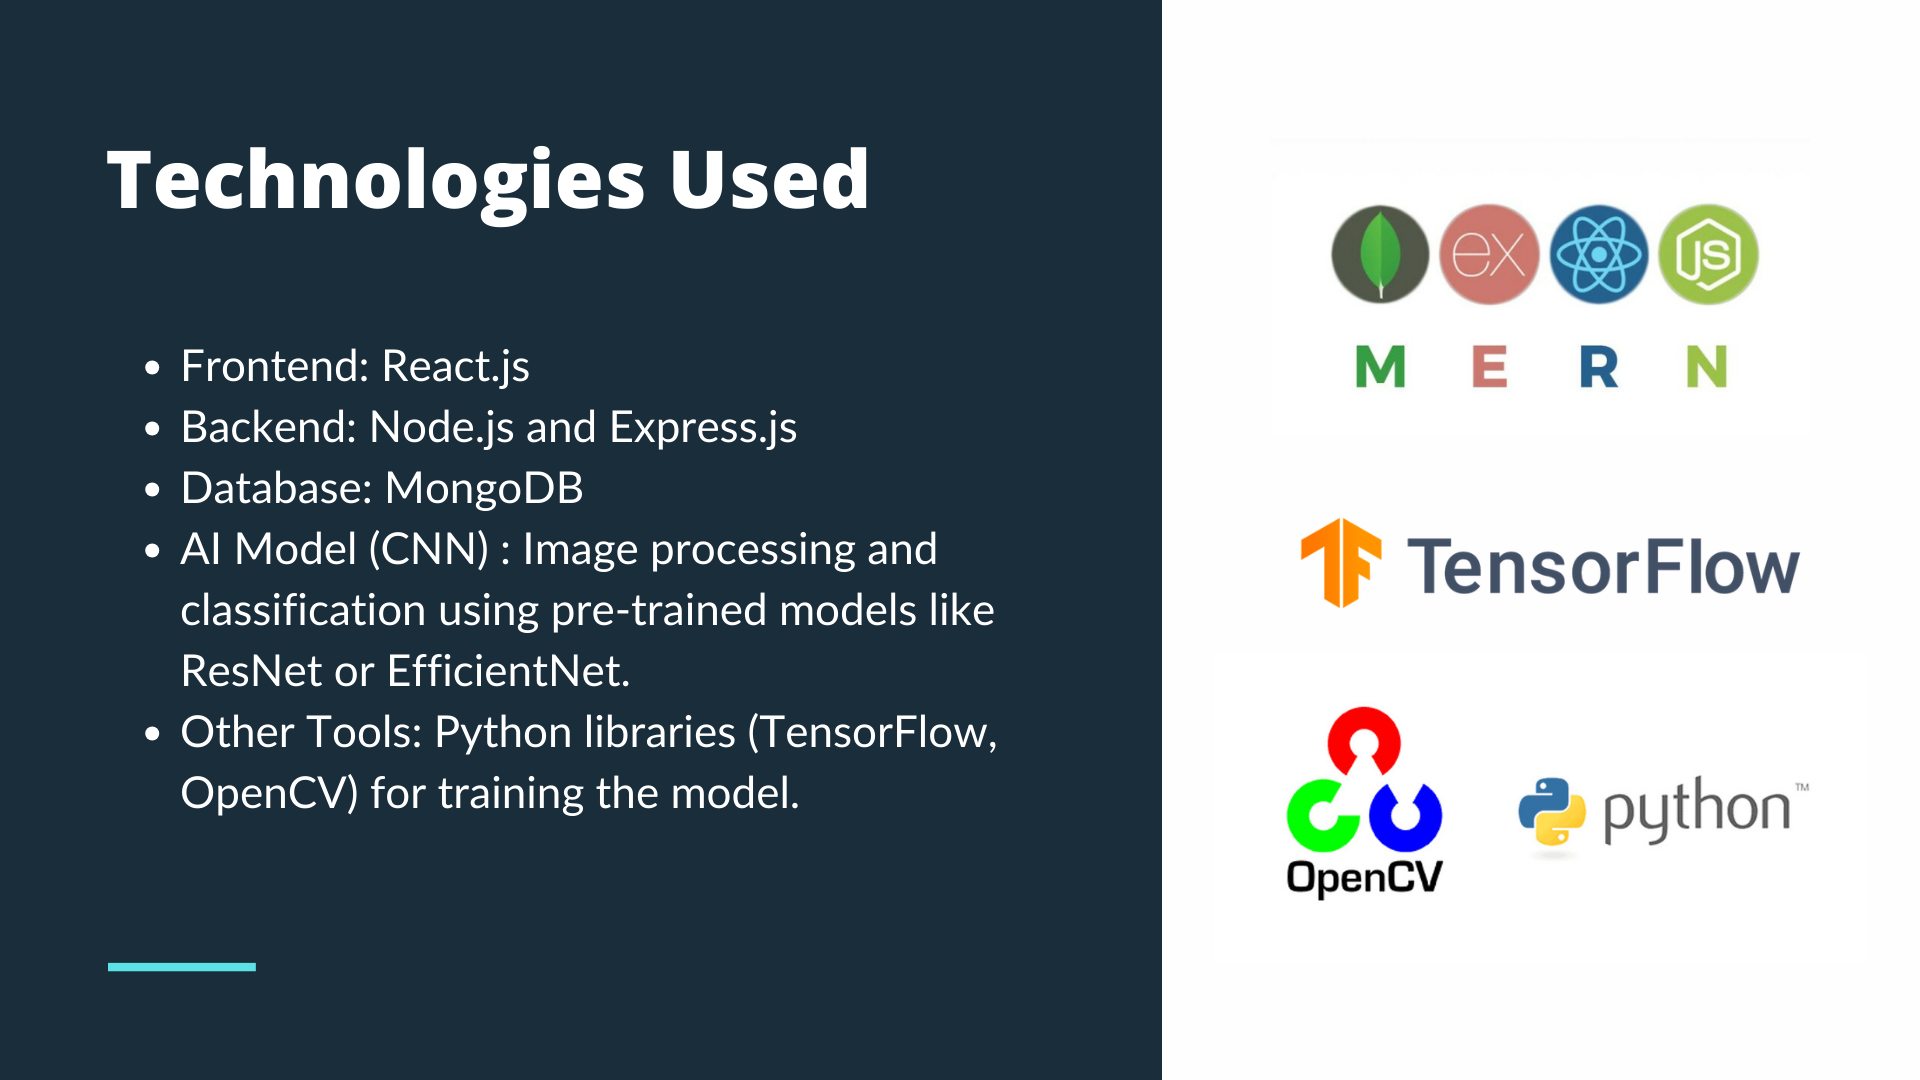 Technologies Used
• Frontend: React.js
• Backend: Node.js and Express.js
• Database: MongoDB
• AI Model (CNN) : Image processing and
classification using pre-trained models like
ResNet or EfficientNet.
• Other Tools: Python libraries (TensorFlow,
OpenCV) for training the model.
ex
JS
M E R N
TF TensorFlow
OpenCV
python™